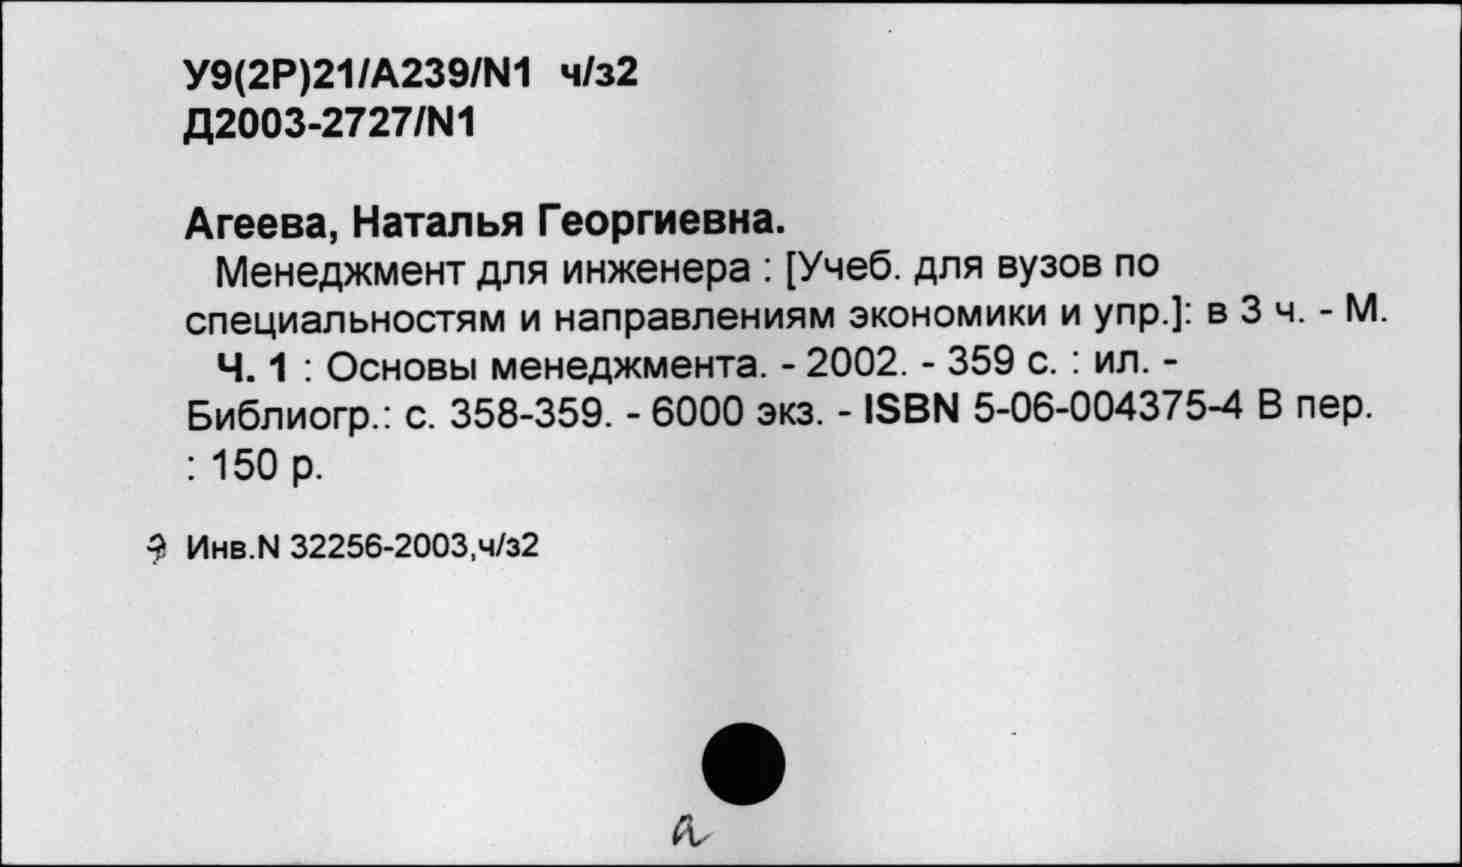 У9(2Р)21/А239/N1 ч/з2
Д2003-2727/N1
Агеева, Наталья Георгиевна.
Менеджмент для инженера : [Учеб. для вузов по
специальностям и направлениям экономики и упр.]: в 3 ч. - М.
Ч. 1 : Основы менеджмента. - 2002. - 359 с. : ил. -
Библиогр.: с. 358-359. - 6000 экз. - ISBN 5-06-004375-4 В пер.
: 150 р.
Инв.N 32256-2003,ч/з2
а